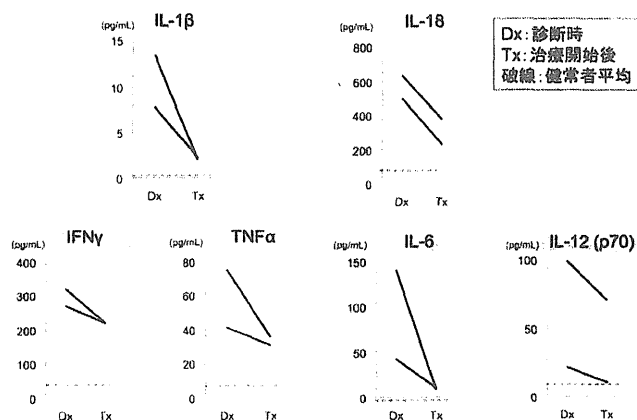 IL-1β
(pg/mL)
15
10
5
0
Dx Tx
IL-18
(pg/mL)
800
600
400
200
0
Dx Tx
Dx:診断時
Tx:治療開始後
破線:健常者平均
IFNγ
(pg/mL)
400
300
200
100
0
Dx Tx
TNFα
(pg/mL)
80
60
40
20
0
Dx Tx
IL-6
(pg/mL)
150
100
50
0
Dx Tx
IL-12 (p70)
(pg/mL)
100
50
0
Dx Tx